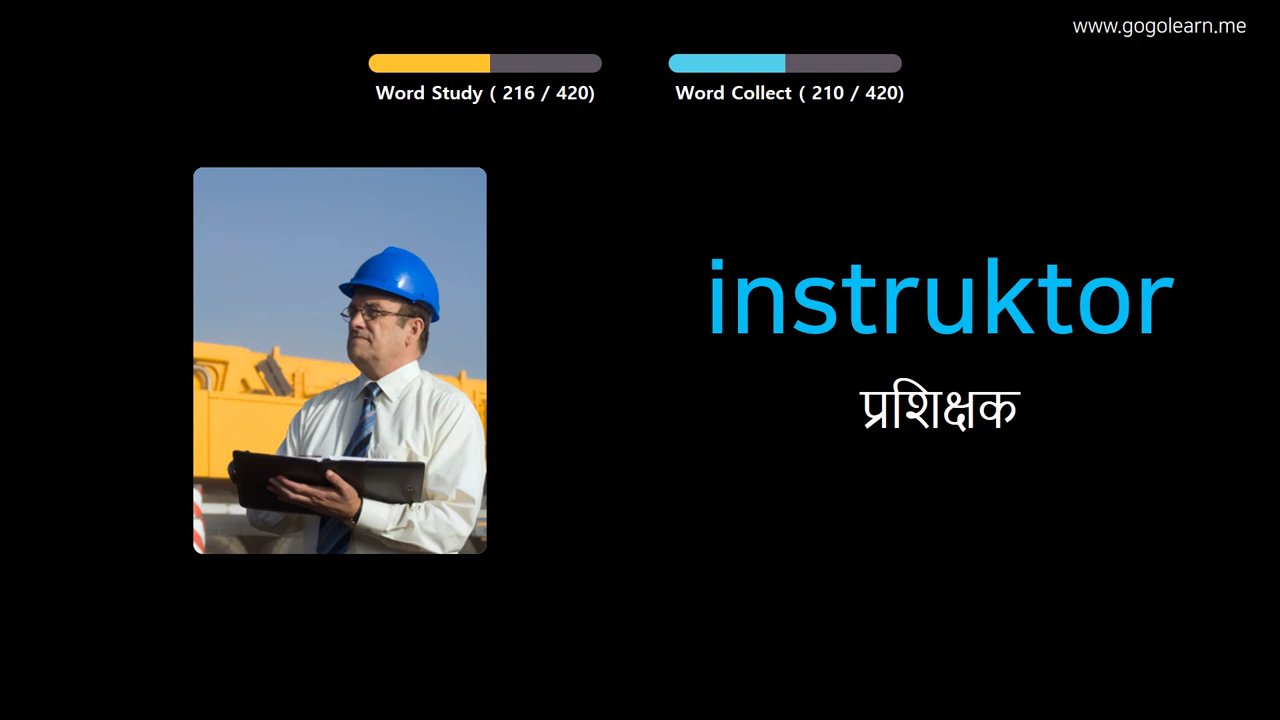 www.gogolearn.me
Word Study ( 216 / 420)
Word Collect ( 210 / 420)
instruktor
प्रशिक्षक